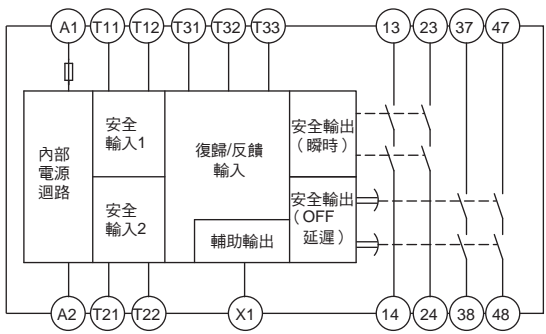 A1 T11 T12 T31 T32 T33 13 23 37 47
內部
電源
迴路
安全
輸入1
安全
輸入2
復歸/反饋
輸入
輔助輸出
安全輸出
（瞬時）
安全輸出
（OFF
延遲）
A2 T21 T22 X1 14 24 38 48